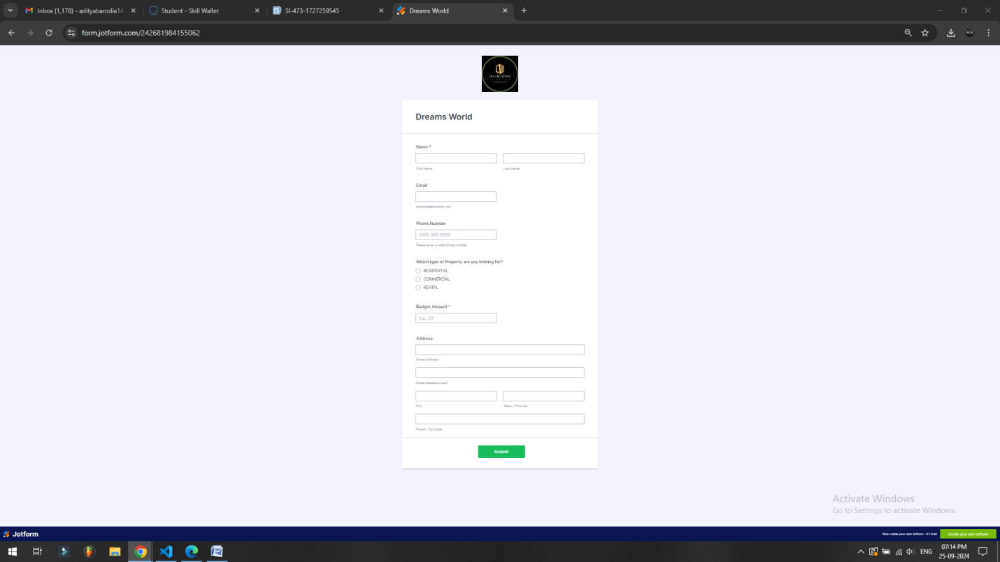 Inbox (1,178) - adityabarodia14
Student - Skill Wallet
SI-473-1727259545
Dreams World
form.jotform.com/242681984155062
Dreams World
Dreams World
Name *
First Name
Last Name
Email
example@example.com
Phone Number
(000) 000-0000
Please enter a valid phone number.
Which type of Property are you looking for?
RESIDENTIAL
COMMERCIAL
RENTAL
Budget Amount *
e.g., 23
Address
Street Address
Street Address Line 2
City
State / Province
Postal / Zip Code
Submit
Activate Windows
Go to Settings to activate Windows.
Jotform
Now create your own Jotform - It's free!
Create your own Jotform
ENG
07:14 PM
25-09-2024